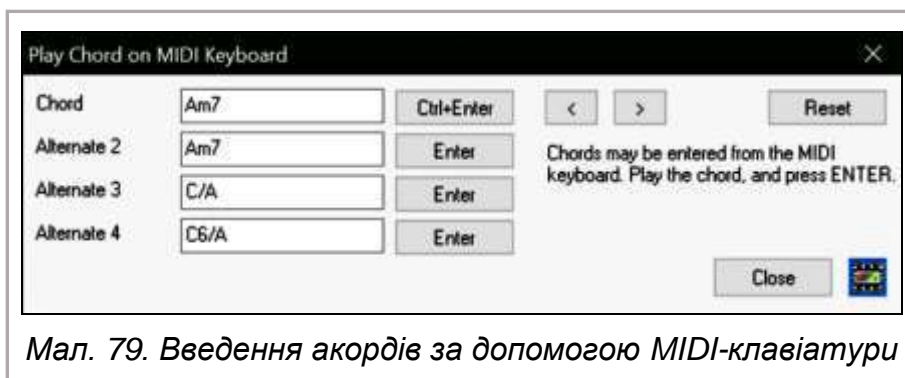 Play Chord on MIDI Keyboard
Chord Am7 Ctrl+Enter < > Reset
Alternate 2 Am7 Enter
Alternate 3 C/A Enter
Alternate 4 C6/A Enter
Chords may be entered from the MIDI
keyboard. Play the chord, and press ENTER.
Close
Мал. 79. Введення акордів за допомогою MIDI-клавіатури